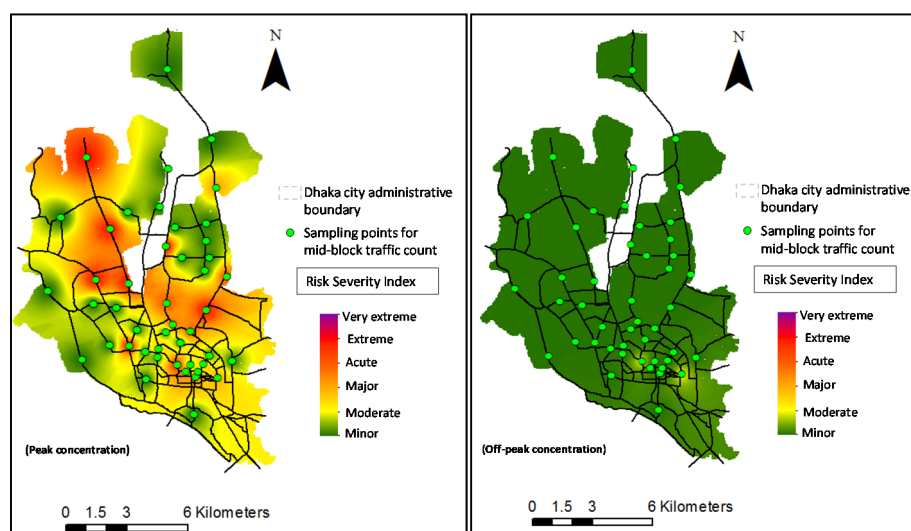 N
Dhaka city administrative
boundary
Sampling points for
mid-block traffic count
Risk Severity Index
Very extreme
Extreme
Acute
Major
Moderate
Minor
(Peak concentration)
0 1.5 3 6 Kilometers
N
Dhaka city administrative
boundary
Sampling points for
mid-block traffic count
Risk Severity Index
Very extreme
Extreme
Acute
Major
Moderate
Minor
(Off-peak concentration)
0 1.5 3 6 Kilometers